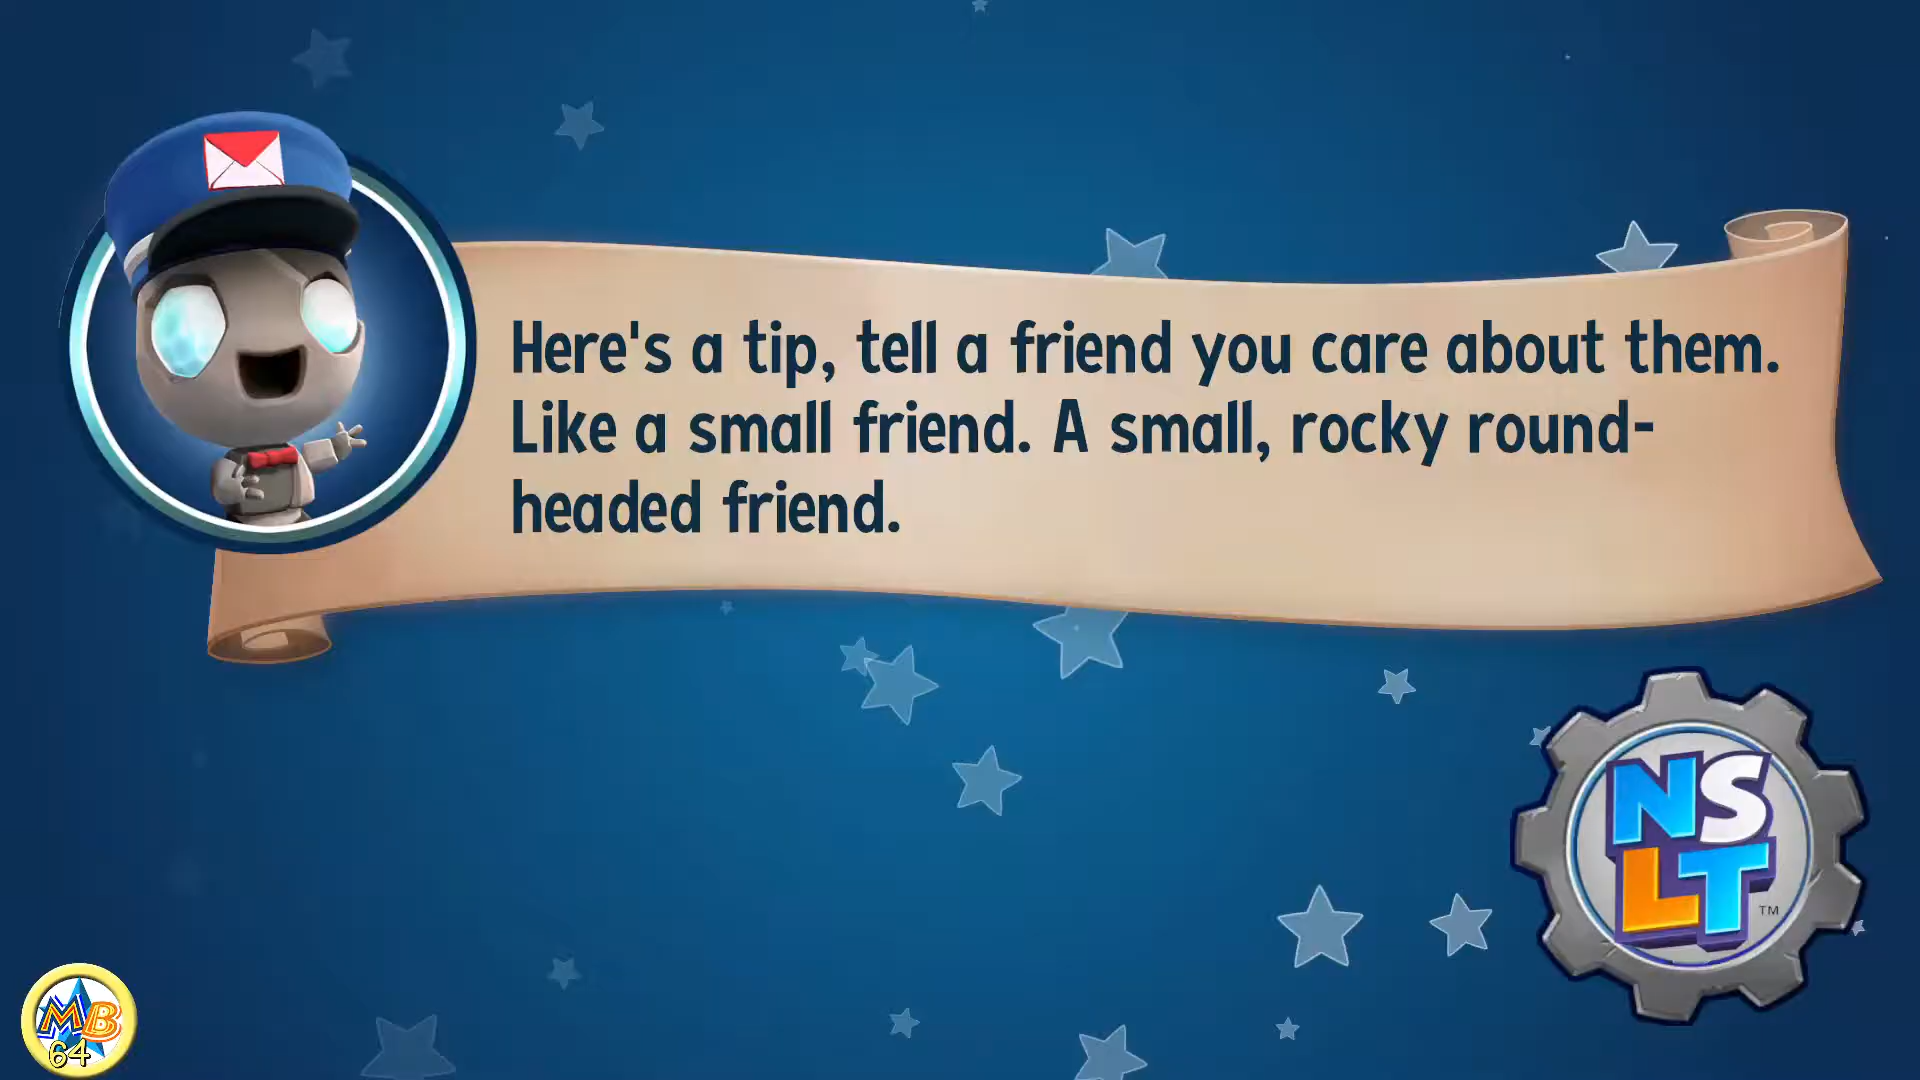 Here's a tip, tell a friend you care about them.
Like a small friend. A small, rocky round-
headed friend.
NS
LT
TM
MB
64